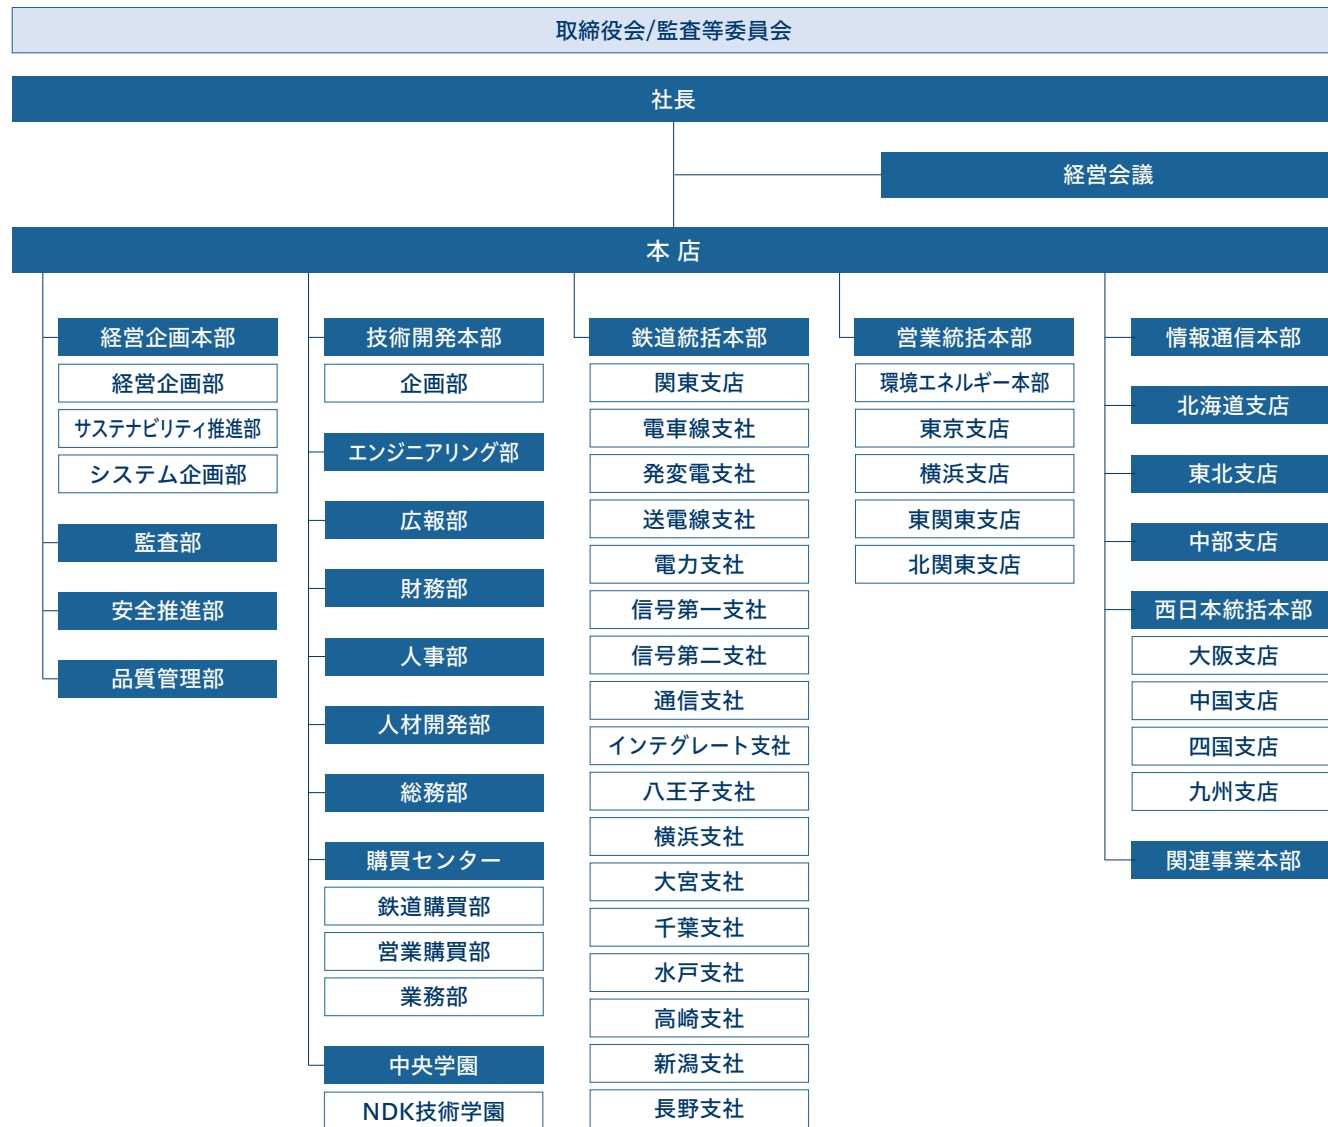 取締役会/監査等委員会
社長
経営会議
本店
経営企画本部
経営企画部
サステナビリティ推進部
システム企画部
監査部
安全推進部
品質管理部
技術開発本部
企画部
エンジニアリング部
広報部
財務部
人事部
人材開発部
総務部
購買センター
鉄道購買部
営業購買部
業務部
中央学園
NDK技術学園
鉄道統括本部
関東支店
電車線支社
発変電支社
送電線支社
電力支社
信号第一支社
信号第二支社
通信支社
インテグレート支社
八王子支社
横浜支社
大宮支社
千葉支社
水戸支社
高崎支社
新潟支社
長野支社
営業統括本部
環境エネルギー本部
東京支店
横浜支店
東関東支店
北関東支店
情報通信本部
北海道支店
東北支店
中部支店
西日本統括本部
大阪支店
中国支店
四国支店
九州支店
関連事業本部